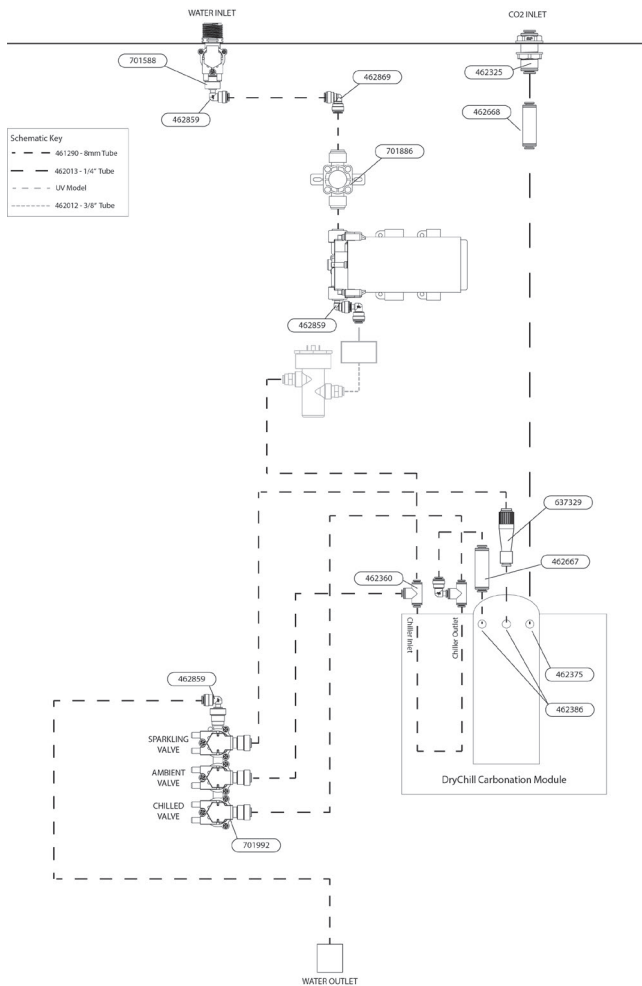 WATER INLET
CO2 INLET
701588
462869
462325
462859
462668
Schematic Key
461290 - 8mm Tube
462013 - 1/4" Tube
UV Model
462012 - 3/8" Tube
701886
462859
637329
462360
462667
Chiller Inlet
Chiller Outlet
462859
462375
462386
SPARKLING
VALVE
AMBIENT
VALVE
CHILLED
VALVE
DryChill Carbonation Module
701992
WATER OUTLET